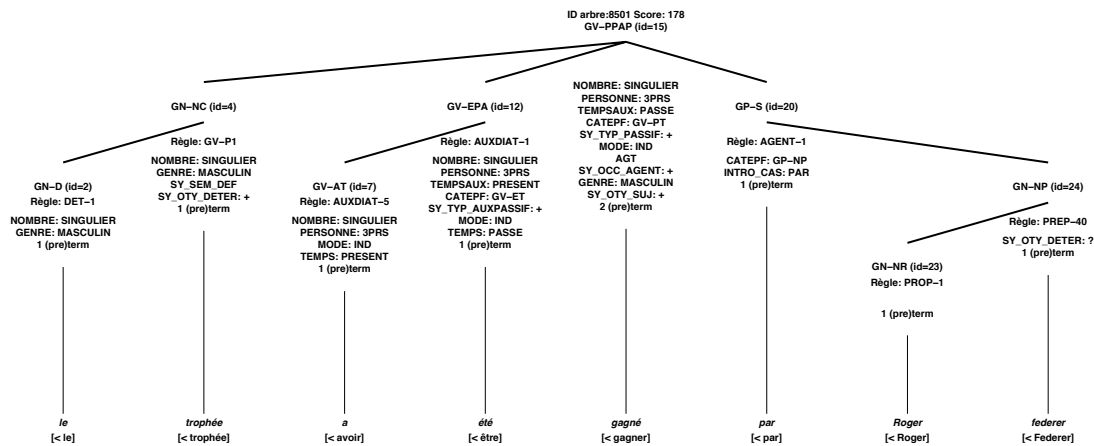 ID arbre:8501 Score: 178
GV−PPAP (id=15)
GN−NC (id=4)
Règle: GV−P1
NOMBRE: SINGULIER
GENRE: MASCULIN
SY_SEM_DEF
SY_OTY_DETER: +
1 (pre)term
GV−EPA (id=12)
Règle: AUXDIAT−1
NOMBRE: SINGULIER
PERSONNE: 3PRS
TEMPSAUX: PRESENT
CATEPF: GV−ET
SY_TYP_AUXPASSIF: +
MODE: IND
TEMPS: PASSE
1 (pre)term
NOMBRE: SINGULIER
PERSONNE: 3PRS
TEMPSAUX: PASSE
CATEPF: GV−PT
SY_TYP_PASSIF: +
MODE: IND
AGT
SY_OCC_AGENT: +
GENRE: MASCULIN
SY_OTY_SUJ: +
2 (pre)term
GP−S (id=20)
Règle: AGENT−1
CATEPF: GP−NP
INTRO_CAS: PAR
1 (pre)term
GN−D (id=2)
Règle: DET−1
NOMBRE: SINGULIER
GENRE: MASCULIN
1 (pre)term
GV−AT (id=7)
Règle: AUXDIAT−5
NOMBRE: SINGULIER
PERSONNE: 3PRS
MODE: IND
TEMPS: PRESENT
1 (pre)term
GN−NP (id=24)
Règle: PREP−40
SY_OTY_DETER: ?
1 (pre)term
GN−NR (id=23)
Règle: PROP−1
1 (pre)term
le trophée a été gagné par Roger federer
[< le] [< trophée] [< avoir] [< être] [< gagner] [< par] [< Roger] [< Federer]